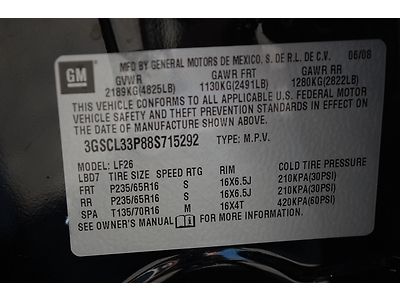 GM
MFD BY GENERAL MOTORS DE MEXICO, S. DE R.L. DE C.V. 06/08
GVWR GAWR FRT GAWR RR
2189KG(4825LB) 1130KG(2491LB) 1280KG(2822LB)
THIS VEHICLE CONFORMS TO ALL APPLICABLE U.S. FEDERAL MOTOR
VEHICLE SAFETY AND THEFT PREVENTION STANDARDS IN EFFECT ON
THE DATE OF MANUFACTURE SHOWN ABOVE.
3GSCL33P88S715292 TYPE: M.P.V.
MODEL: LF26
LBD7 TIRE SIZE SPEED RTG RIM COLD TIRE PRESSURE
FRT P235/65R16 S 16X6.5J 210KPA(30PSI)
RR P235/65R16 S 16X6.5J 210KPA(30PSI)
SPA T135/70R16 M 16X4T 420KPA(60PSI)
SEE OWNER'S MANUAL FOR MORE INFORMATION.